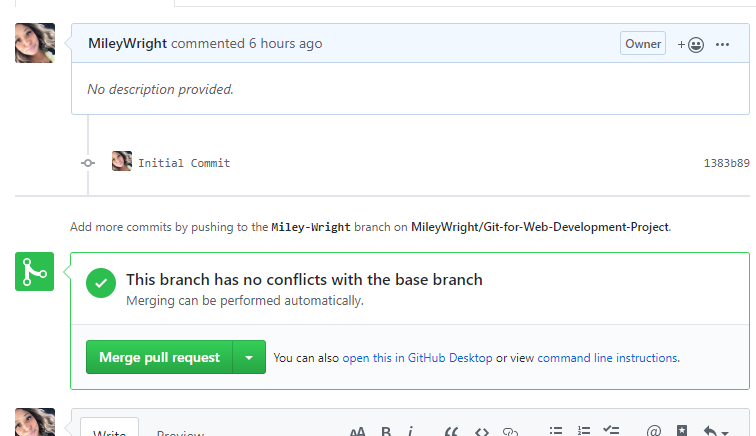 MileyWright commented 6 hours ago Owner
No description provided.
Initial Commit 1383b89
Add more commits by pushing to the Miley-Wright branch on MileyWright/Git-for-Web-Development-Project.
This branch has no conflicts with the base branch
Merging can be performed automatically.
Merge pull request You can also open this in GitHub Desktop or view command line instructions.
Write Preview AA B i “ <> @